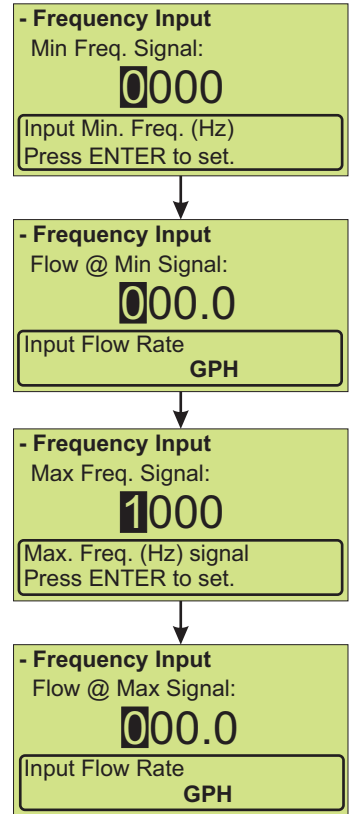 - Frequency Input
Min Freq. Signal:
0000
Input Min. Freq. (Hz)
Press ENTER to set.
- Frequency Input
Flow @ Min Signal:
000.0
Input Flow Rate
GPH
- Frequency Input
Max Freq. Signal:
1000
Max. Freq. (Hz) signal
Press ENTER to set.
- Frequency Input
Flow @ Max Signal:
000.0
Input Flow Rate
GPH